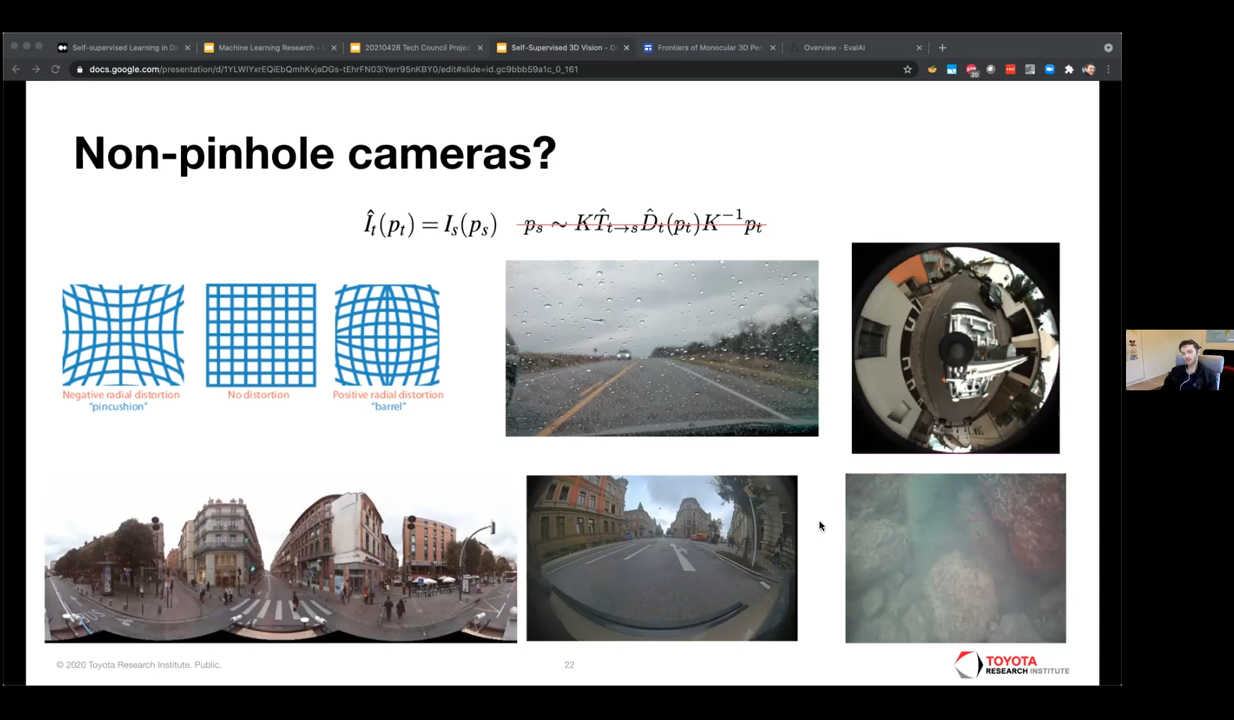 Self-supervised Learning in De
Machine Learning Research -
20210428 Tech Council Proje
Self-Supervised 3D Vision -
Frontiers of Monocular 3D Per
Overview - EvalAI
docs.google.com/presentation/d/
/edit#slide=id.gc9bbb59a1c_0_161
20
Non-pinhole cameras?
Î_t(p_t) = I_s(p_s) p_s ∼ KT̂_{t→s}D̂_t(p_t)K^{-1}p_t
Negative radial distortion
"pincushion"
No distortion
Positive radial distortion
"barrel"
© 2020 Toyota Research Institute. Public.
22
TOYOTA
RESEARCH INSTITUTE